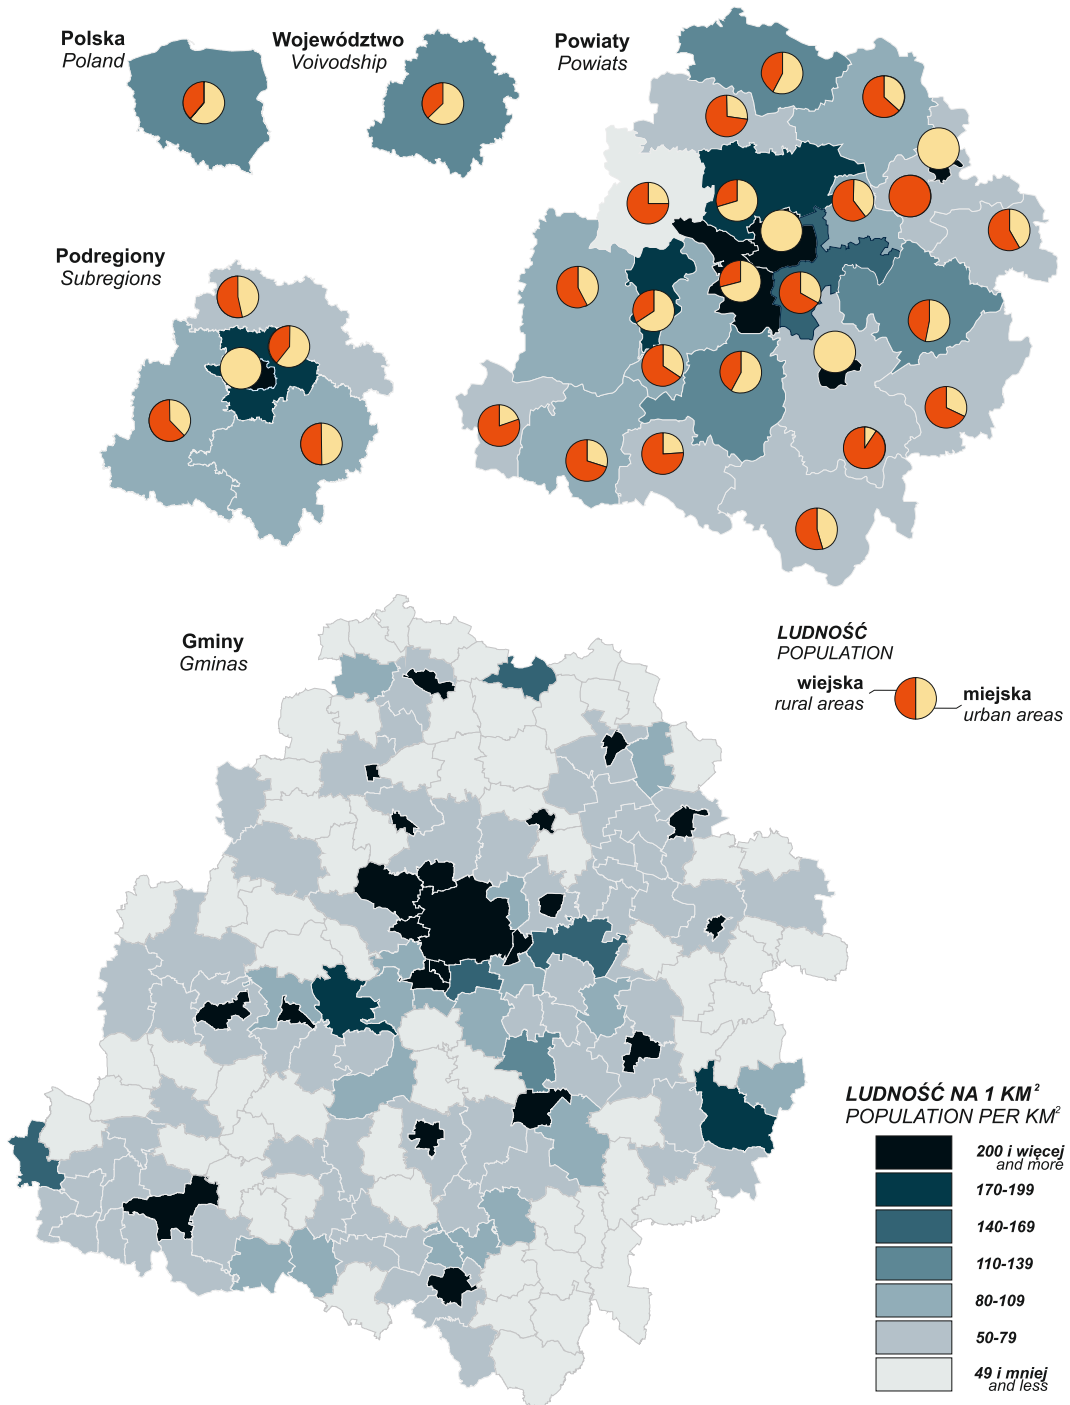 Polska
Poland
Województwo
Voivodship
Powiaty
Powiats
Podregiony
Subregions
Gminy
Gminas
LUDNOŚĆ
POPULATION
wiejska
rural areas
miejska
urban areas
LUDNOŚĆ NA 1 KM²
POPULATION PER KM²
200 i więcej
and more
170-199
140-169
110-139
80-109
50-79
49 i mniej
and less